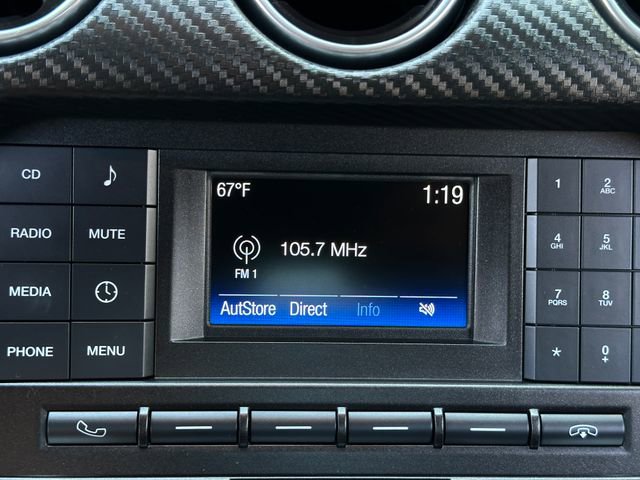 67°F 1:19
105.7 MHz
FM 1
AutStore Direct Info
CD
RADIO MUTE
MEDIA
PHONE MENU
1 2 ABC
4 GHI 5 JKL
7 PQRS 8 TUV
* 0 +